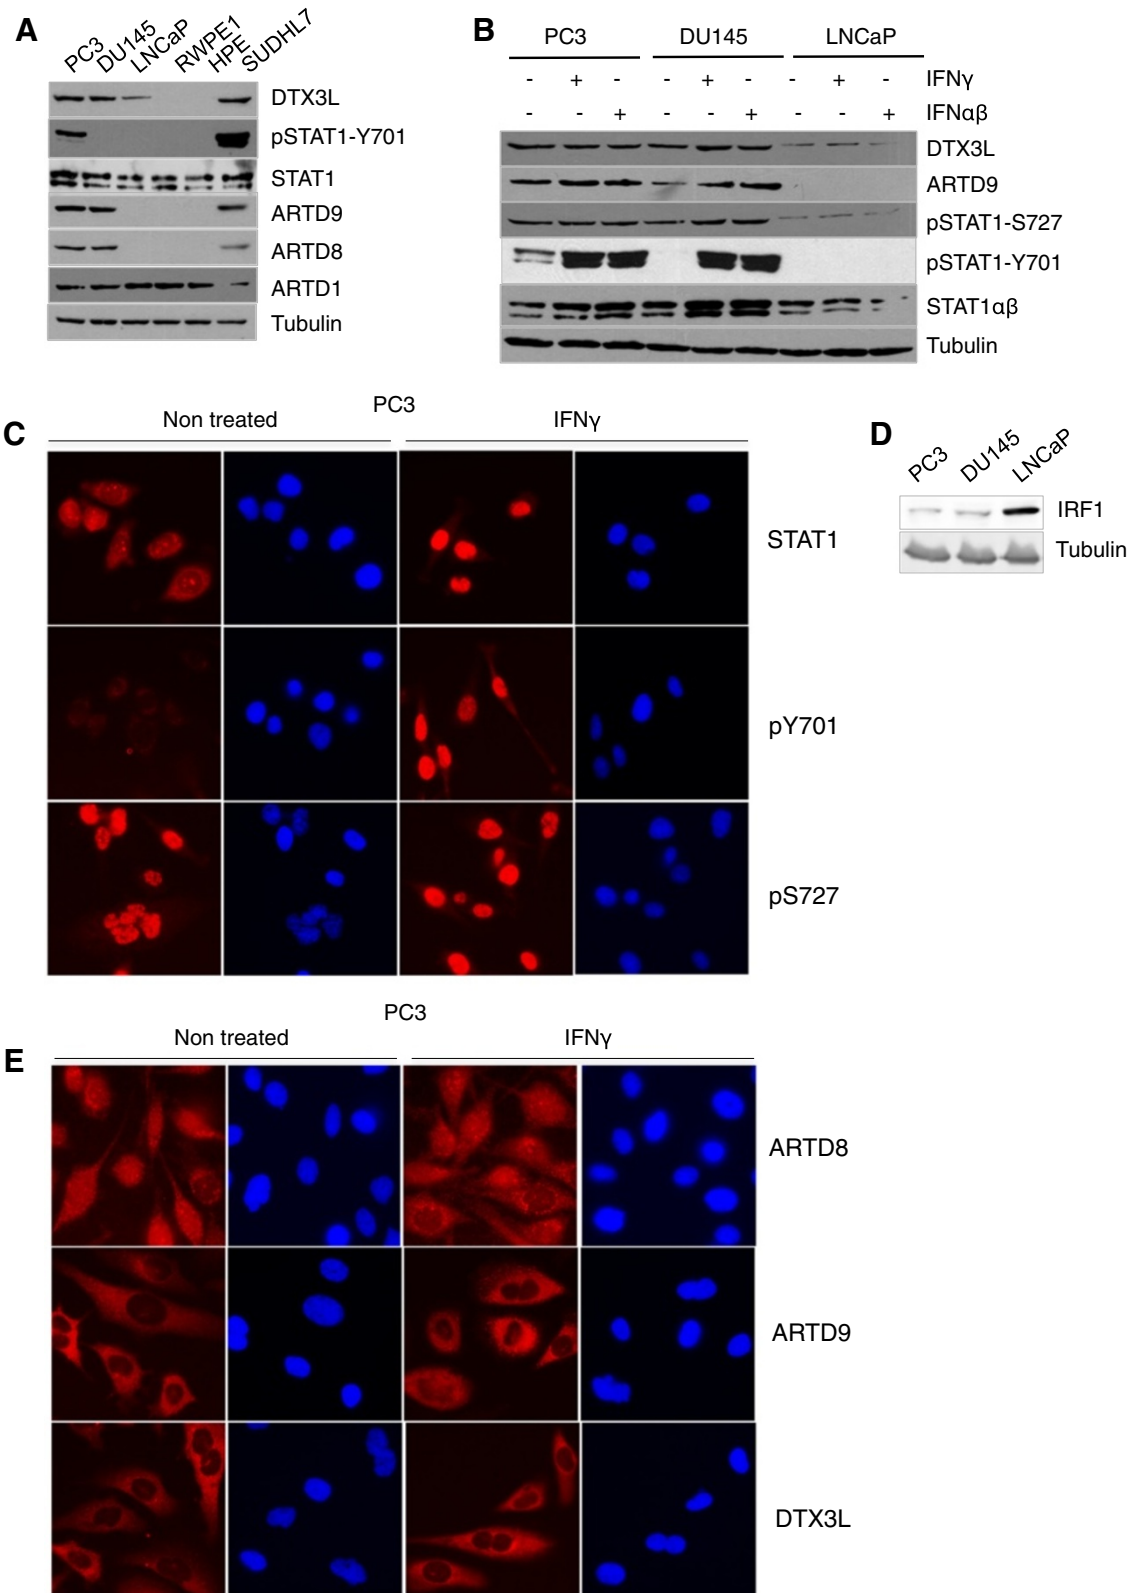 A
PC3
DU145
LNCaP
RWPE1
HPE
SUDHL7
DTX3L
pSTAT1-Y701
STAT1
ARTD9
ARTD8
ARTD1
Tubulin
B
PC3 DU145 LNCaP
- + - - + - - + - IFNγ
- - + - - + - - + IFNαβ
DTX3L
ARTD9
pSTAT1-S727
pSTAT1-Y701
STAT1αβ
Tubulin
C
PC3
Non treated IFNγ
STAT1
pY701
pS727
D
PC3
DU145
LNCaP
IRF1
Tubulin
E
PC3
Non treated IFNγ
ARTD8
ARTD9
DTX3L